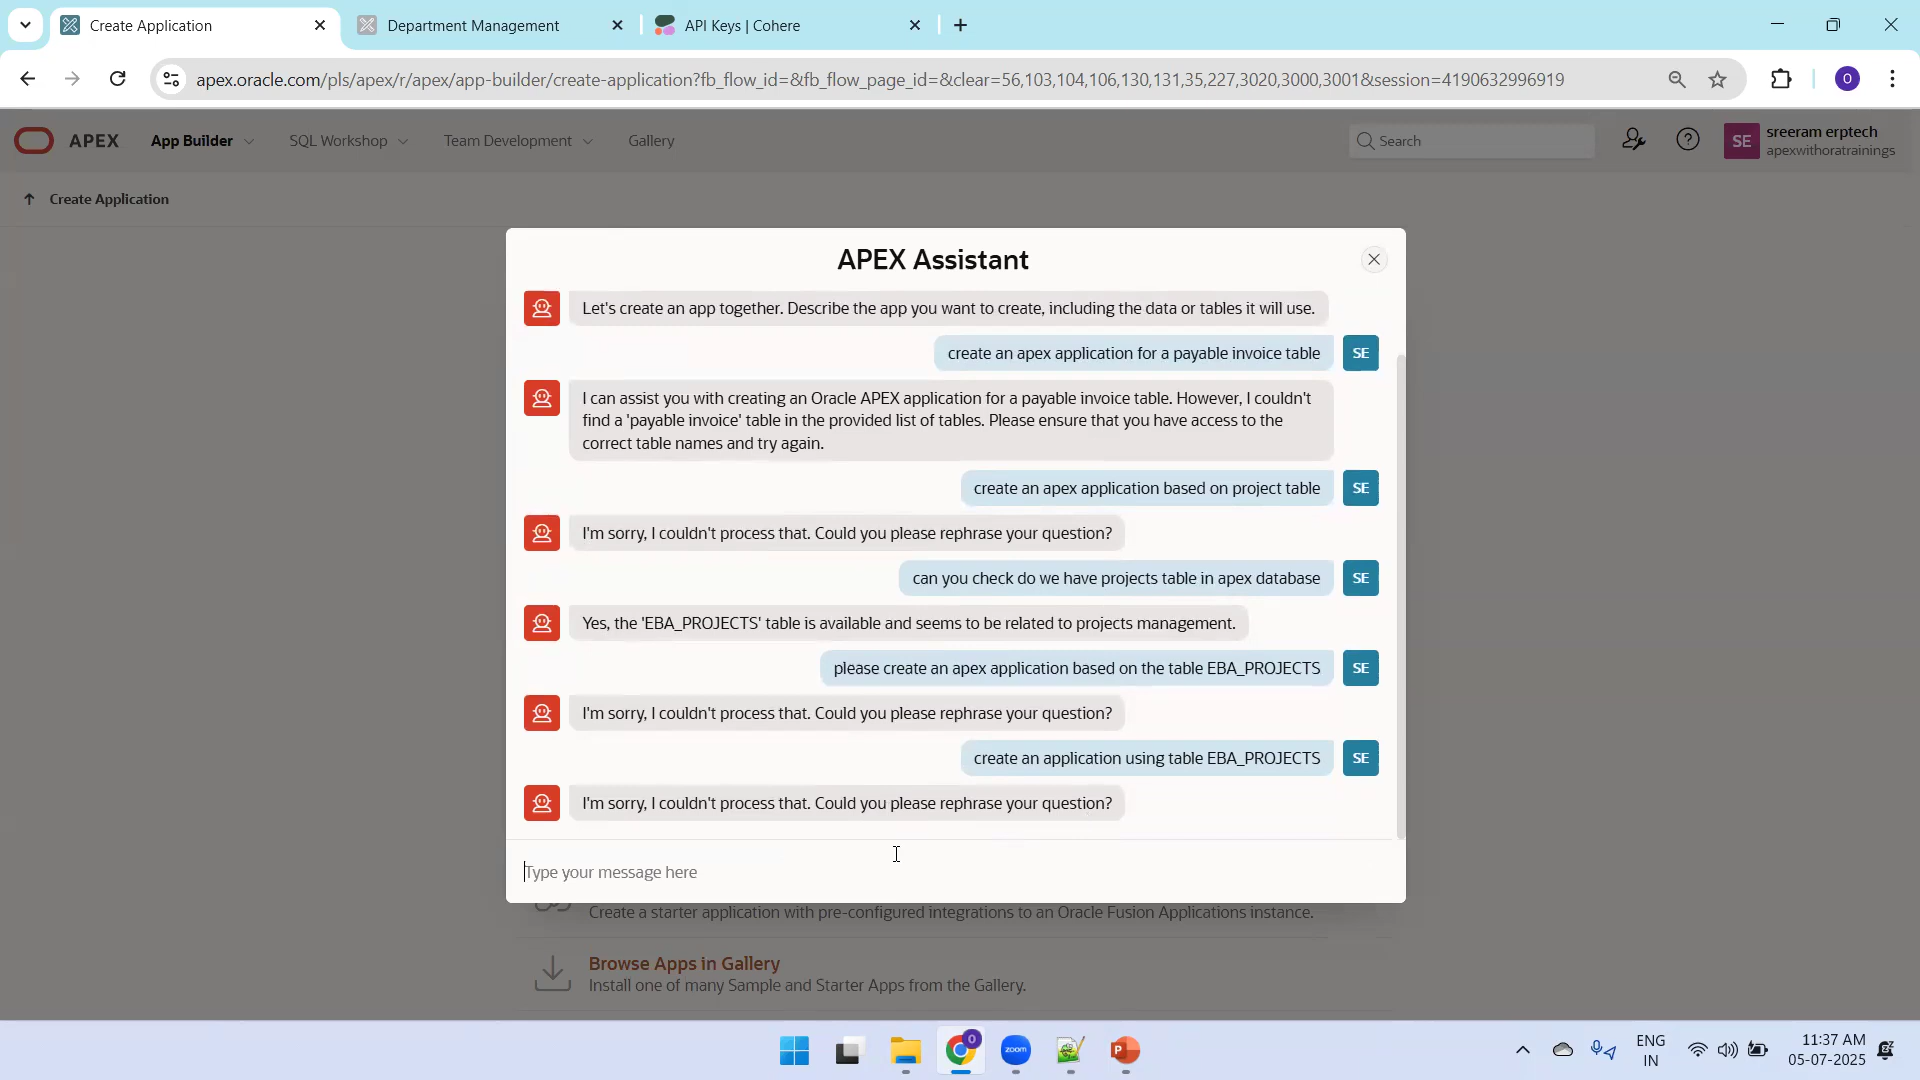 Create Application
Department Management
API Keys | Cohere
apex.oracle.com/pls/apex/r/apex/app-builder/create-application?fb_flow_id=&fb_flow_page_id=&clear=56,103,104,106,130,131,35,227,3020,3000,3001&session=4190632996919
O
APEX
App Builder
SQL Workshop
Team Development
Gallery
Search
SE
sreeram erptech
apexwithoratrainings
Create Application
APEX Assistant
Let's create an app together. Describe the app you want to create, including the data or tables it will use.
create an apex application for a payable invoice table
SE
I can assist you with creating an Oracle APEX application for a payable invoice table. However, I couldn't
find a 'payable invoice' table in the provided list of tables. Please ensure that you have access to the
correct table names and try again.
create an apex application based on project table
SE
I'm sorry, I couldn't process that. Could you please rephrase your question?
can you check do we have projects table in apex database
SE
Yes, the 'EBA_PROJECTS' table is available and seems to be related to projects management.
please create an apex application based on the table EBA_PROJECTS
SE
I'm sorry, I couldn't process that. Could you please rephrase your question?
create an application using table EBA_PROJECTS
SE
I'm sorry, I couldn't process that. Could you please rephrase your question?
Type your message here
Create a starter application with pre-configured integrations to an Oracle Fusion Applications instance.
Browse Apps in Gallery
Install one of many Sample and Starter Apps from the Gallery.
O
zoom
P
ENG
IN
11:37 AM
05-07-2025